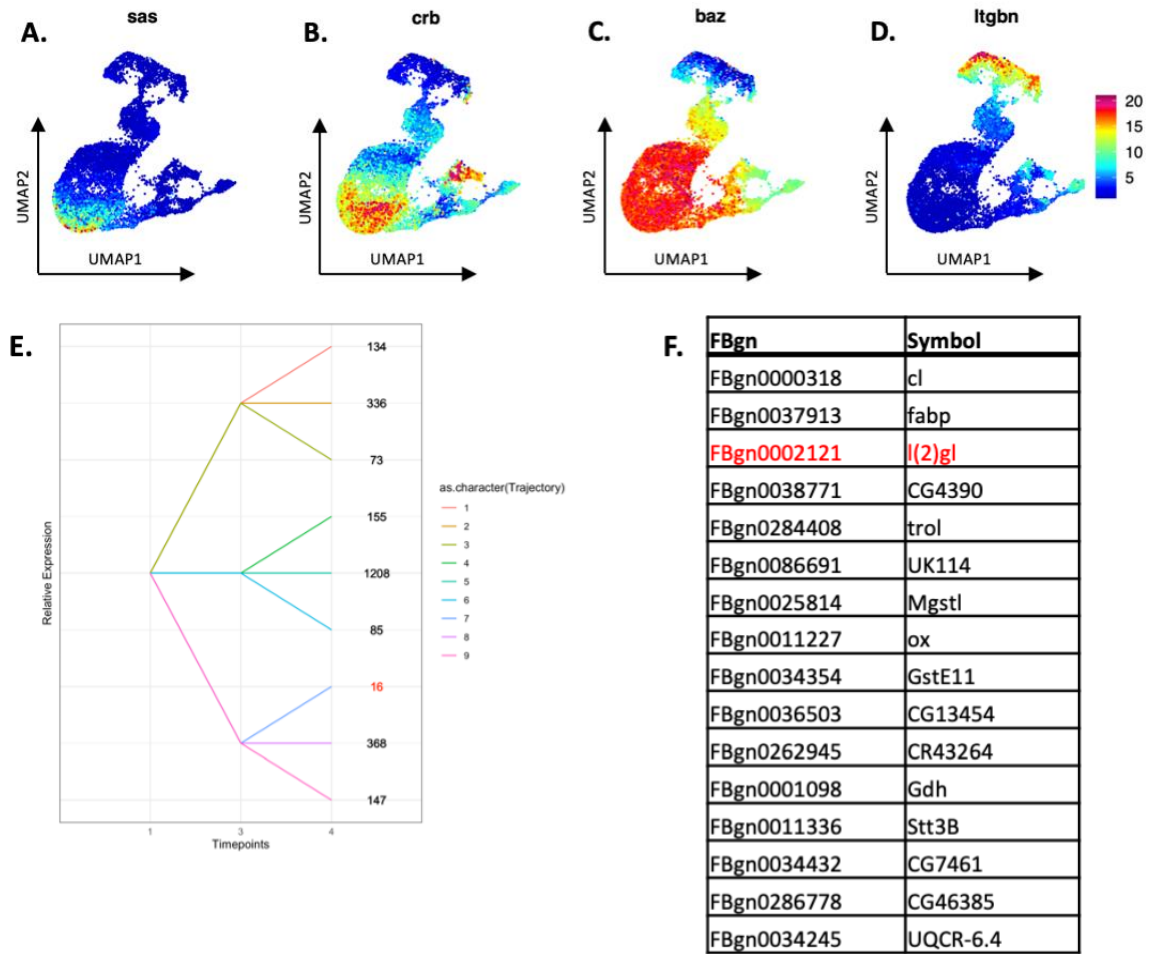 A.
sas
B.
crb
C.
baz
D.
Itgbn
UMAP2
UMAP1
UMAP2
UMAP1
UMAP2
UMAP1
UMAP2
UMAP1
20
15
10
5
E.
Relative Expression
134
336
73
155
1208
85
16
368
147
1
3
4
Timepoints
as.character(Trajectory)
1
2
3
4
5
6
7
8
9
F.
FBgn Symbol
FBgn0000318 cl
FBgn0037913 fabp
FBgn0002121 l(2)gl
FBgn0038771 CG4390
FBgn0284408 trol
FBgn0086691 UK114
FBgn0025814 Mgstl
FBgn0011227 ox
FBgn0034354 GstE11
FBgn0036503 CG13454
FBgn0262945 CR43264
FBgn0001098 Gdh
FBgn0011336 Stt3B
FBgn0034432 CG7461
FBgn0286778 CG46385
FBgn0034245 UQCR-6.4